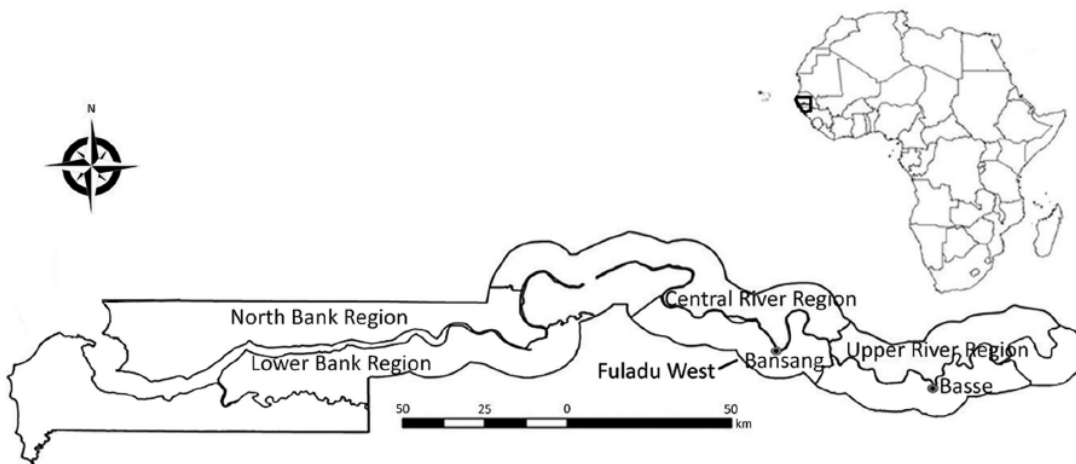 N
North Bank Region
Central River Region
Lower Bank Region
Upper River Region
Fuladu West
Bansang
Basse
50 25 0 50
km